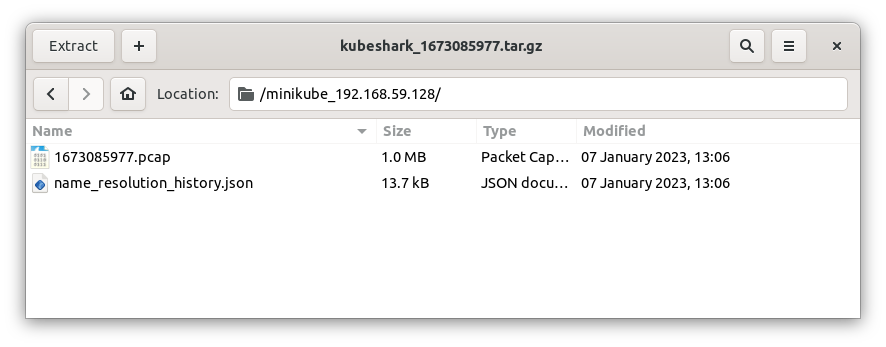 Extract + kubeshark_1673085977.tar.gz
Location: /minikube_192.168.59.128/
Name Size Type Modified
1673085977.pcap 1.0 MB Packet Cap... 07 January 2023, 13:06
name_resolution_history.json 13.7 kB JSON docu... 07 January 2023, 13:06